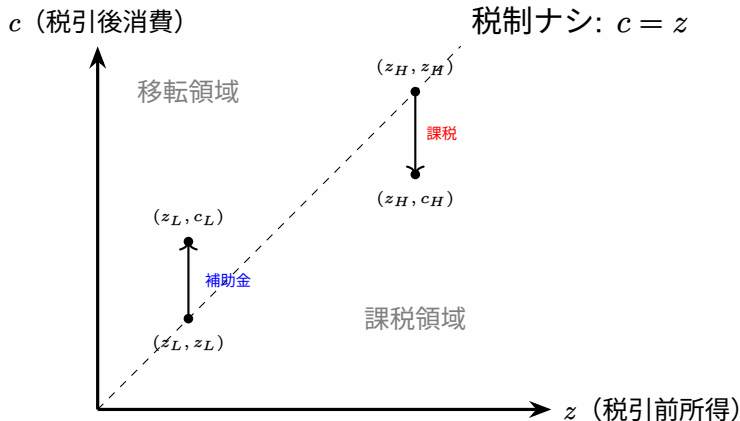 c（税引後消費）
税制ナシ: c = z
(z_H, z_H)
移転領域
課税
(z_H, c_H)
(z_L, c_L)
補助金
課税領域
(z_L, z_L)
z（税引前所得）